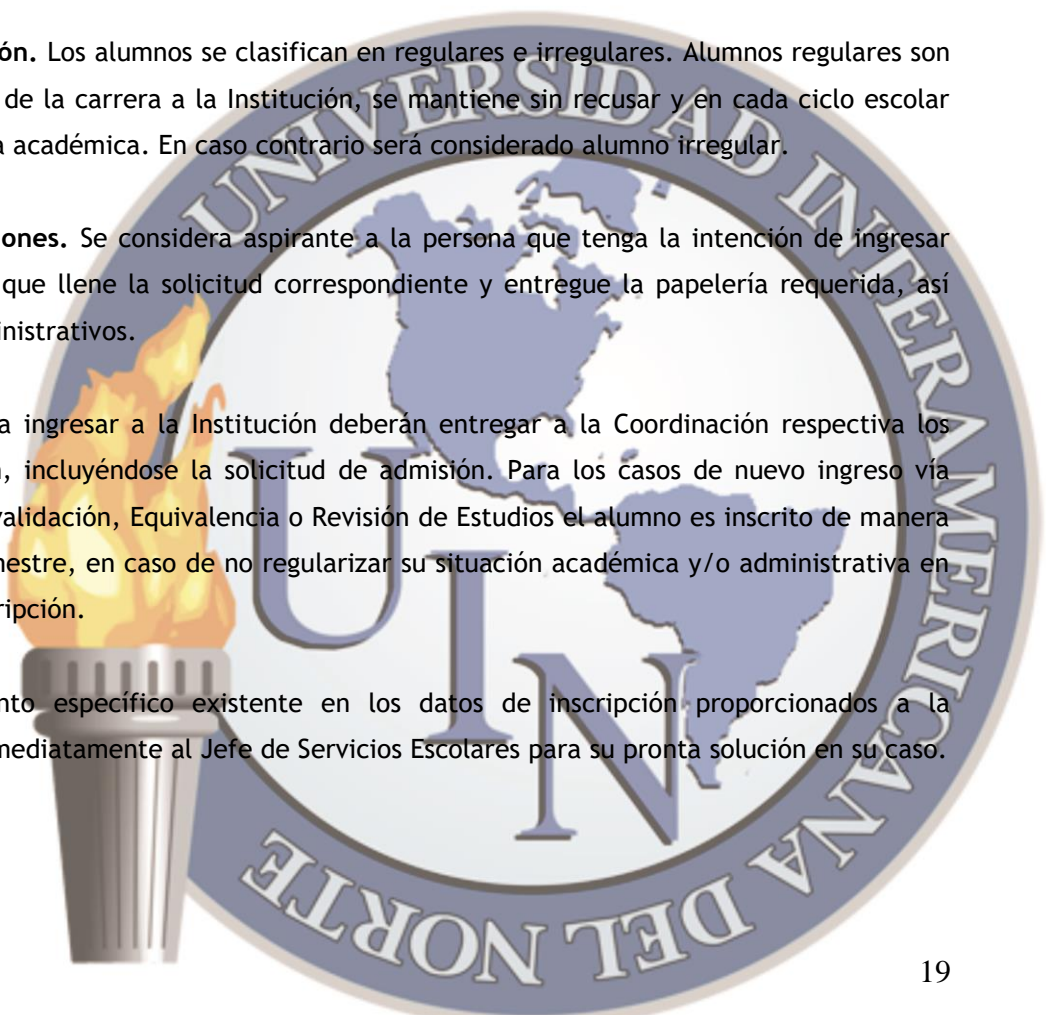 ón. Los alumnos se clasifican en regulares e irregulares. Alumnos regulares son
de la carrera a la Institución, se mantiene sin recusar y en cada ciclo escolar
a académica. En caso contrario será considerado alumno irregular.
ones. Se considera aspirante a la persona que tenga la intención de ingresar
que llene la solicitud correspondiente y entregue la papelería requerida, así
inistrativos.
a ingresar a la Institución deberán entregar a la Coordinación respectiva los
n, incluyéndose la solicitud de admisión. Para los casos de nuevo ingreso vía
validación, Equivalencia o Revisión de Estudios el alumno es inscrito de manera
nestre, en caso de no regularizar su situación académica y/o administrativa en
ripción.
nto específico existente en los datos de inscripción proporcionados a la
mediatamente al Jefe de Servicios Escolares para su pronta solución en su caso.
UNIVERSIDAD INTERAMERICANA DEL NORTE
UIN
19